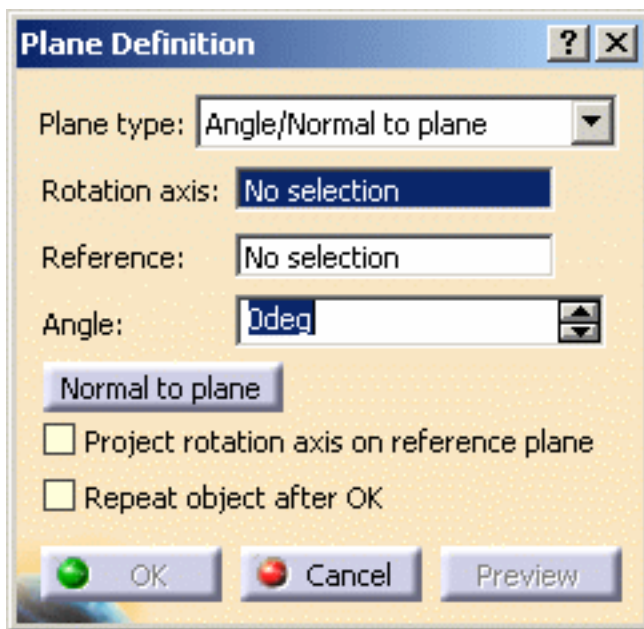 Plane Definition ? X
Plane type: Angle/Normal to plane
Rotation axis: No selection
Reference: No selection
Angle: 0deg
Normal to plane
Project rotation axis on reference plane
Repeat object after OK
OK Cancel Preview